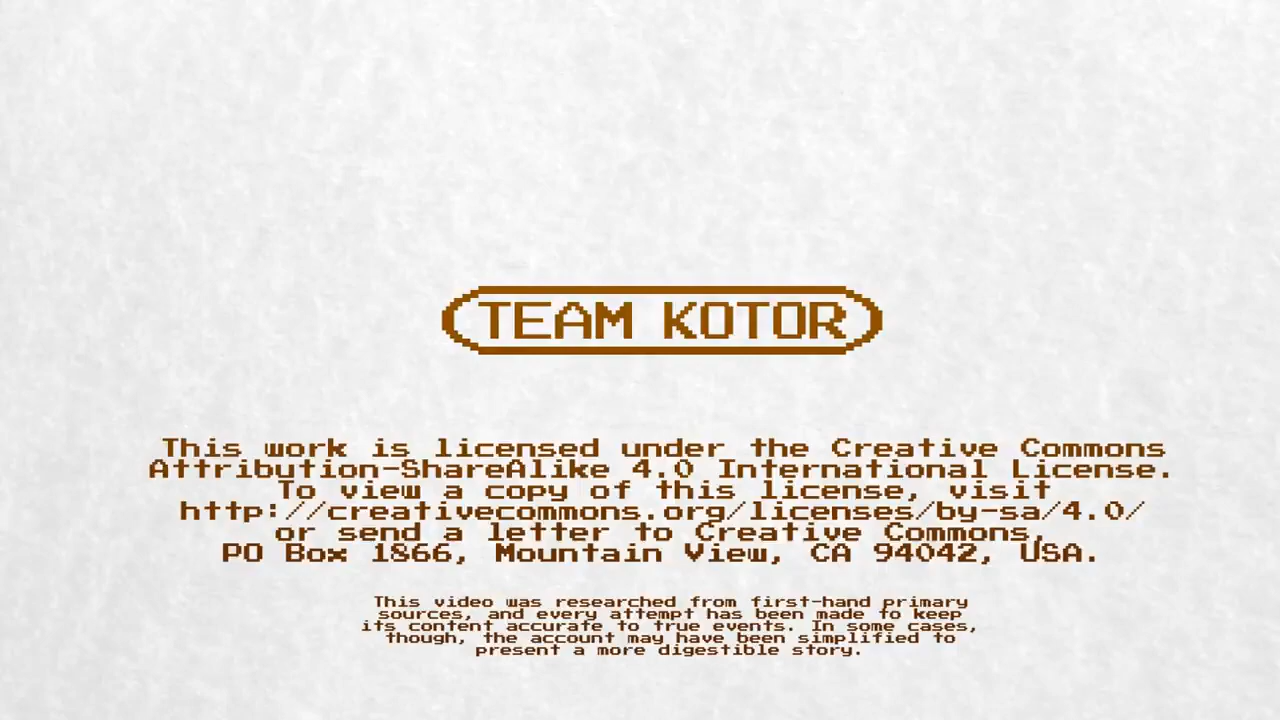 TEAM KOTOR
This work is licensed under the Creative Commons
Attribution-ShareAlike 4.0 International License.
To view a copy of this license, visit
http://creativecommons.org/licenses/by-sa/4.0/
or send a letter to Creative Commons,
PO Box 1866, Mountain View, CA 94042, USA.
This video was researched from first-hand primary
sources, and every attempt has been made to keep
its content accurate to true events. In some cases,
though, the account may have been simplified to
present a more digestible story.